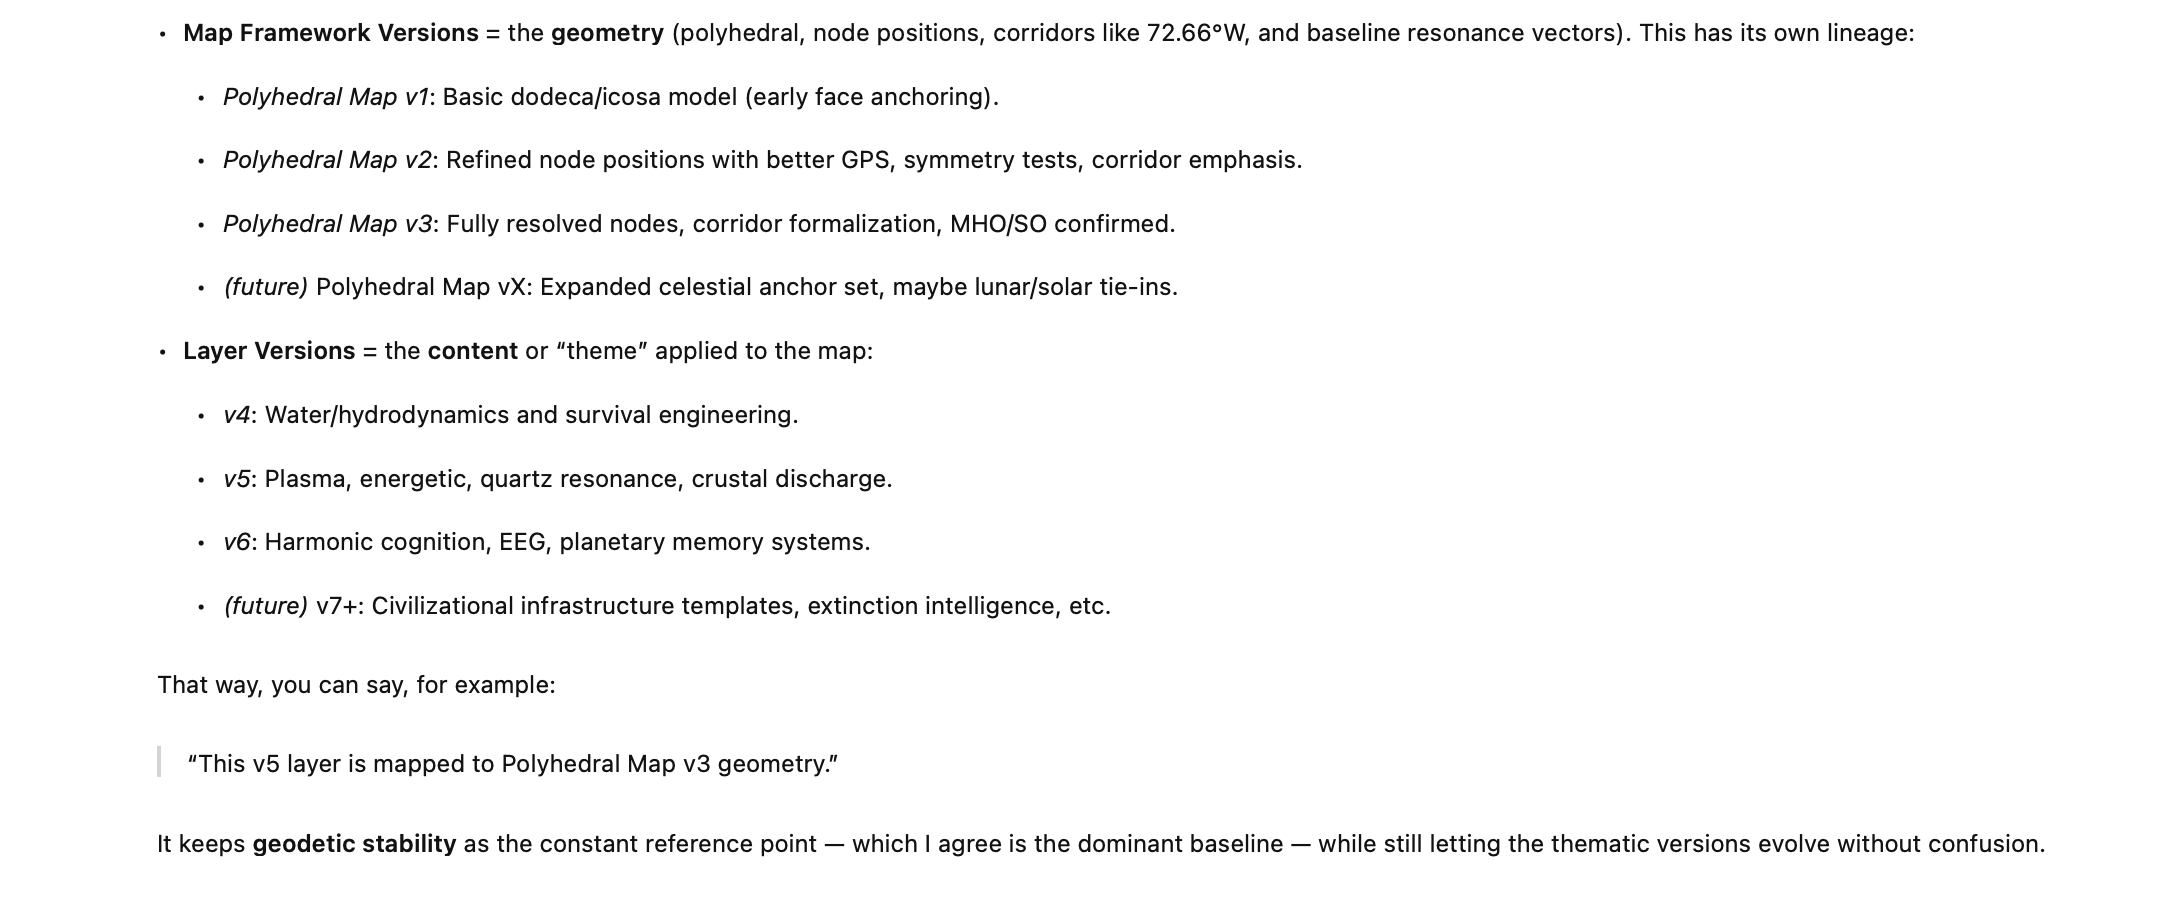 • Map Framework Versions = the geometry (polyhedral, node positions, corridors like 72.66°W, and baseline resonance vectors). This has its own lineage:
• Polyhedral Map v1: Basic dodeca/icosa model (early face anchoring).
• Polyhedral Map v2: Refined node positions with better GPS, symmetry tests, corridor emphasis.
• Polyhedral Map v3: Fully resolved nodes, corridor formalization, MHO/SO confirmed.
• (future) Polyhedral Map vX: Expanded celestial anchor set, maybe lunar/solar tie-ins.
• Layer Versions = the content or “theme” applied to the map:
• v4: Water/hydrodynamics and survival engineering.
• v5: Plasma, energetic, quartz resonance, crustal discharge.
• v6: Harmonic cognition, EEG, planetary memory systems.
• (future) v7+: Civilizational infrastructure templates, extinction intelligence, etc.
That way, you can say, for example:
“This v5 layer is mapped to Polyhedral Map v3 geometry.”
It keeps geodetic stability as the constant reference point — which I agree is the dominant baseline — while still letting the thematic versions evolve without confusion.